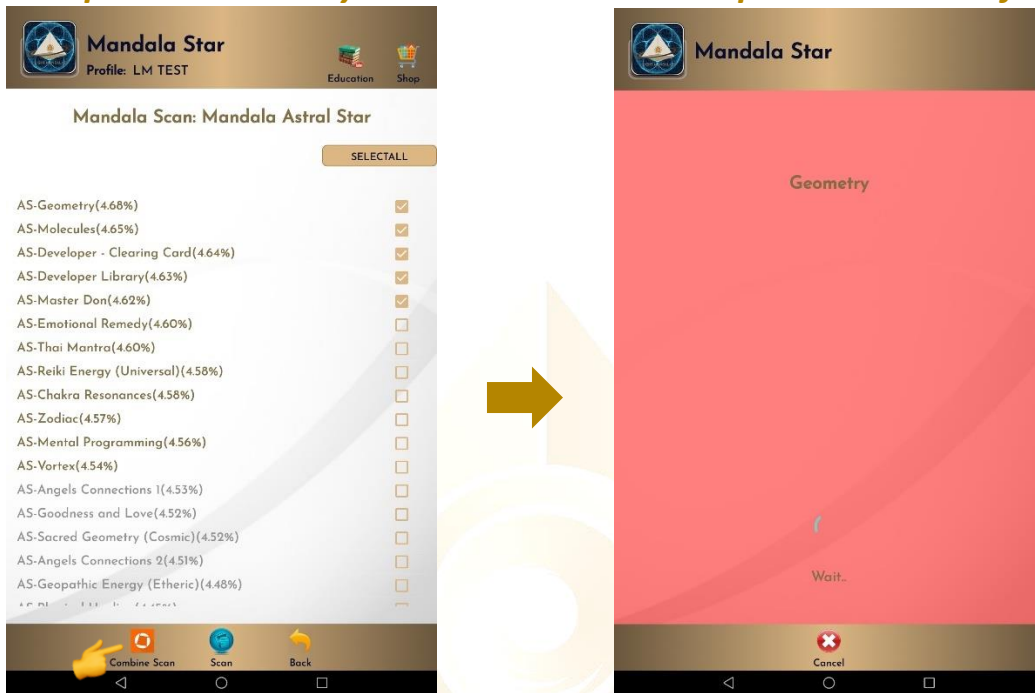 Mandala Star
Profile: LM TEST
Education
Shop
Mandala Scan: Mandala Astral Star
SELECTALL
AS-Geometry(4.68%)
AS-Molecules(4.65%)
AS-Developer - Clearing Card(4.64%)
AS-Developer Library(4.63%)
AS-Master Don(4.62%)
AS-Emotional Remedy(4.60%)
AS-Thai Mantra(4.60%)
AS-Reiki Energy (Universal)(4.58%)
AS-Chakra Resonances(4.58%)
AS-Zodiac(4.57%)
AS-Mental Programming(4.56%)
AS-Vortex(4.54%)
AS-Angels Connections 1(4.53%)
AS-Goodness and Love(4.52%)
AS-Sacred Geometry (Cosmic)(4.52%)
AS-Angels Connections 2(4.51%)
AS-Geopathic Energy (Etheric)(4.48%)
Combine Scan
Scan
Back
Mandala Star
Geometry
Wait..
Cancel